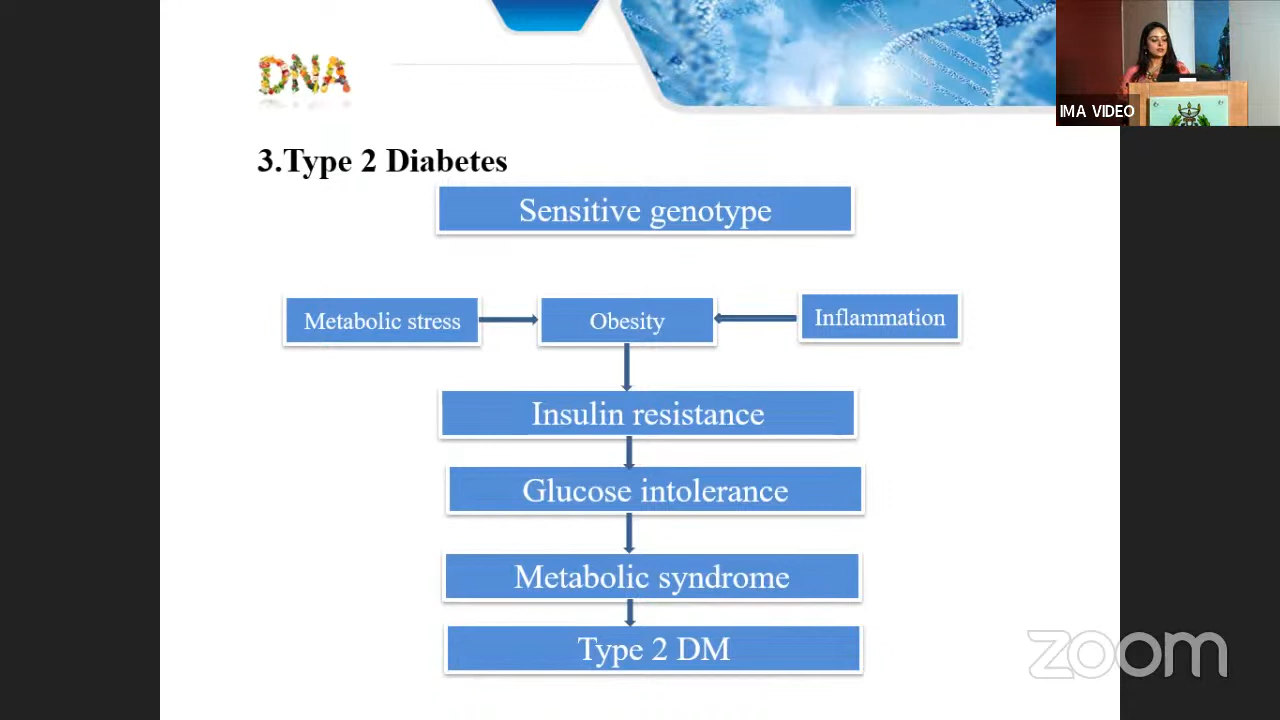 DNA
IMA VIDEO
3.Type 2 Diabetes
Sensitive genotype
Metabolic stress
Obesity
Inflammation
Insulin resistance
Glucose intolerance
Metabolic syndrome
Type 2 DM
zoom